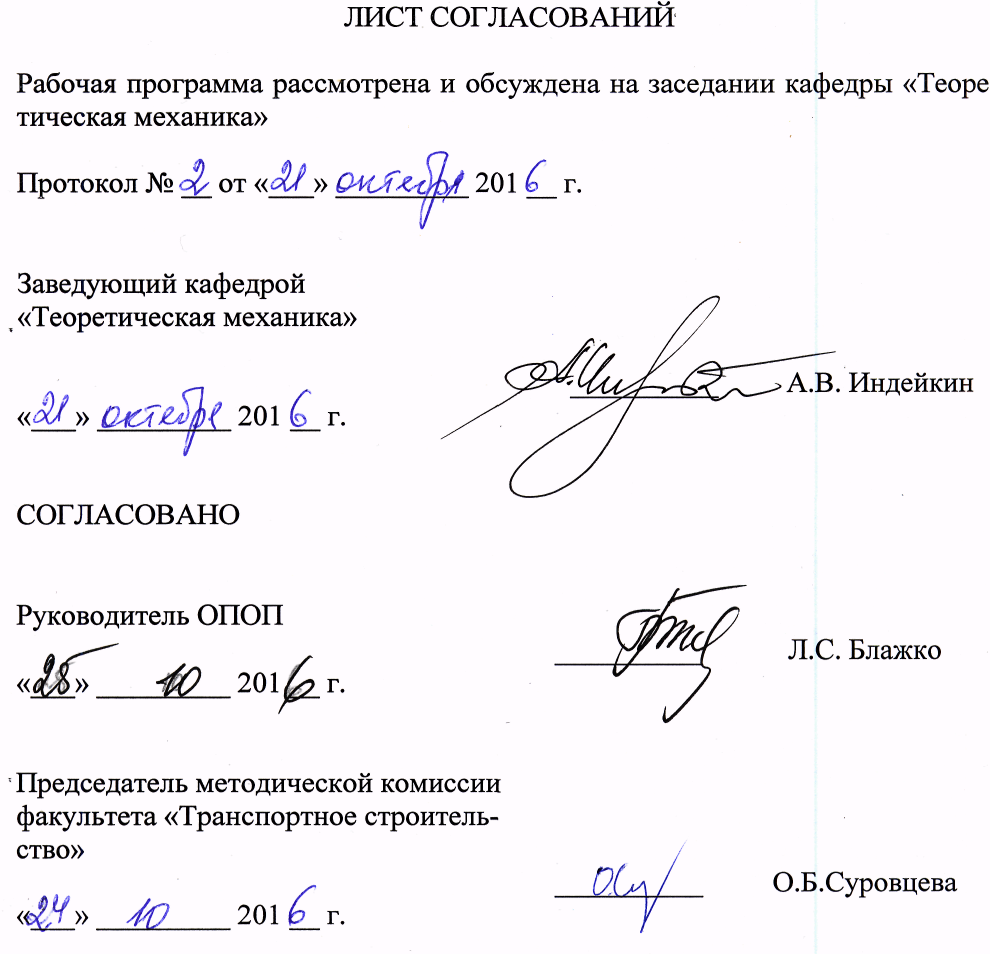 ЛИСТ СОГЛАСОВАНИЙ
Рабочая программа рассмотрена и обсуждена на заседании кафедры «Теоре
тическая механика»
Протокол № 2 от «21» октября 2016 г.
Заведующий кафедрой
«Теоретическая механика»
А.В. Индейкин
«21» октября 2016 г.
СОГЛАСОВАНО
Руководитель ОПОП
Л.С. Блажко
«25» 10 2016 г.
Председатель методической комиссии
факультета «Транспортное строитель-
ство»
О.Б.Суровцева
«24» 10 2016 г.